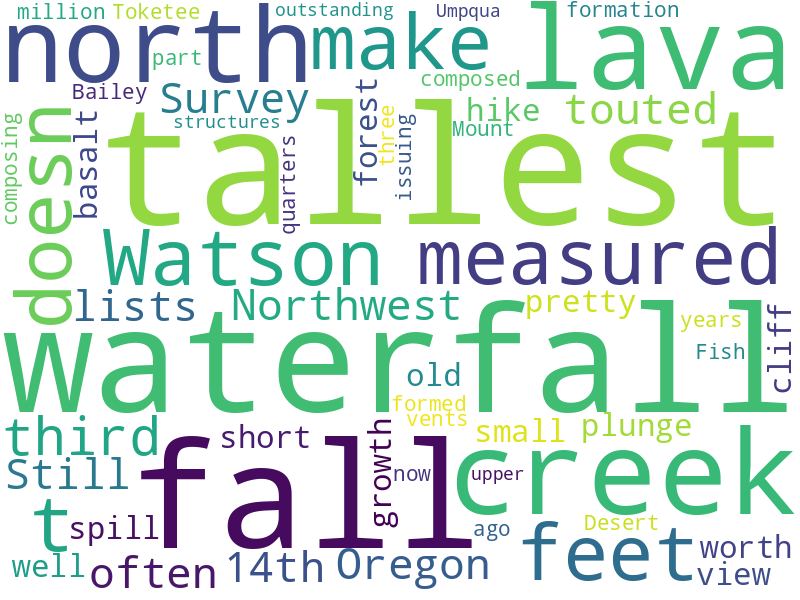 million Toketee outstanding Umpqua formation
north part make lava
Bailey Survey composed hike touted
structures Mount
composing doesn basalt quarters forest three issuing
tallest
Watson measured
lists Northwest pretty
Waterfall years
Fish cliff
old
formed
third short growth vents small plunge
Still fall now upper creek
t spill ago Desert
well often 14th Oregon feet worth
view